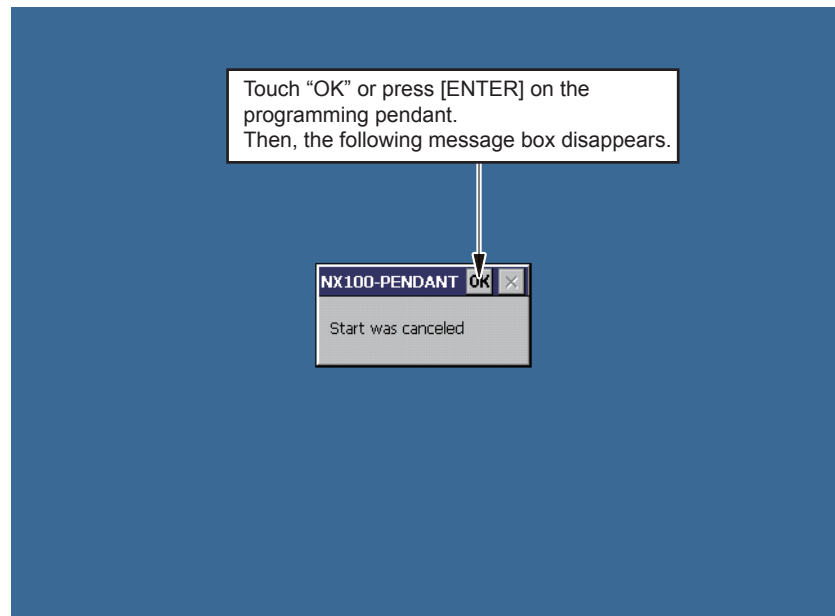 Touch “OK” or press [ENTER] on the
programming pendant.
Then, the following message box disappears.
NX100-PENDANT OK ×
Start was canceled